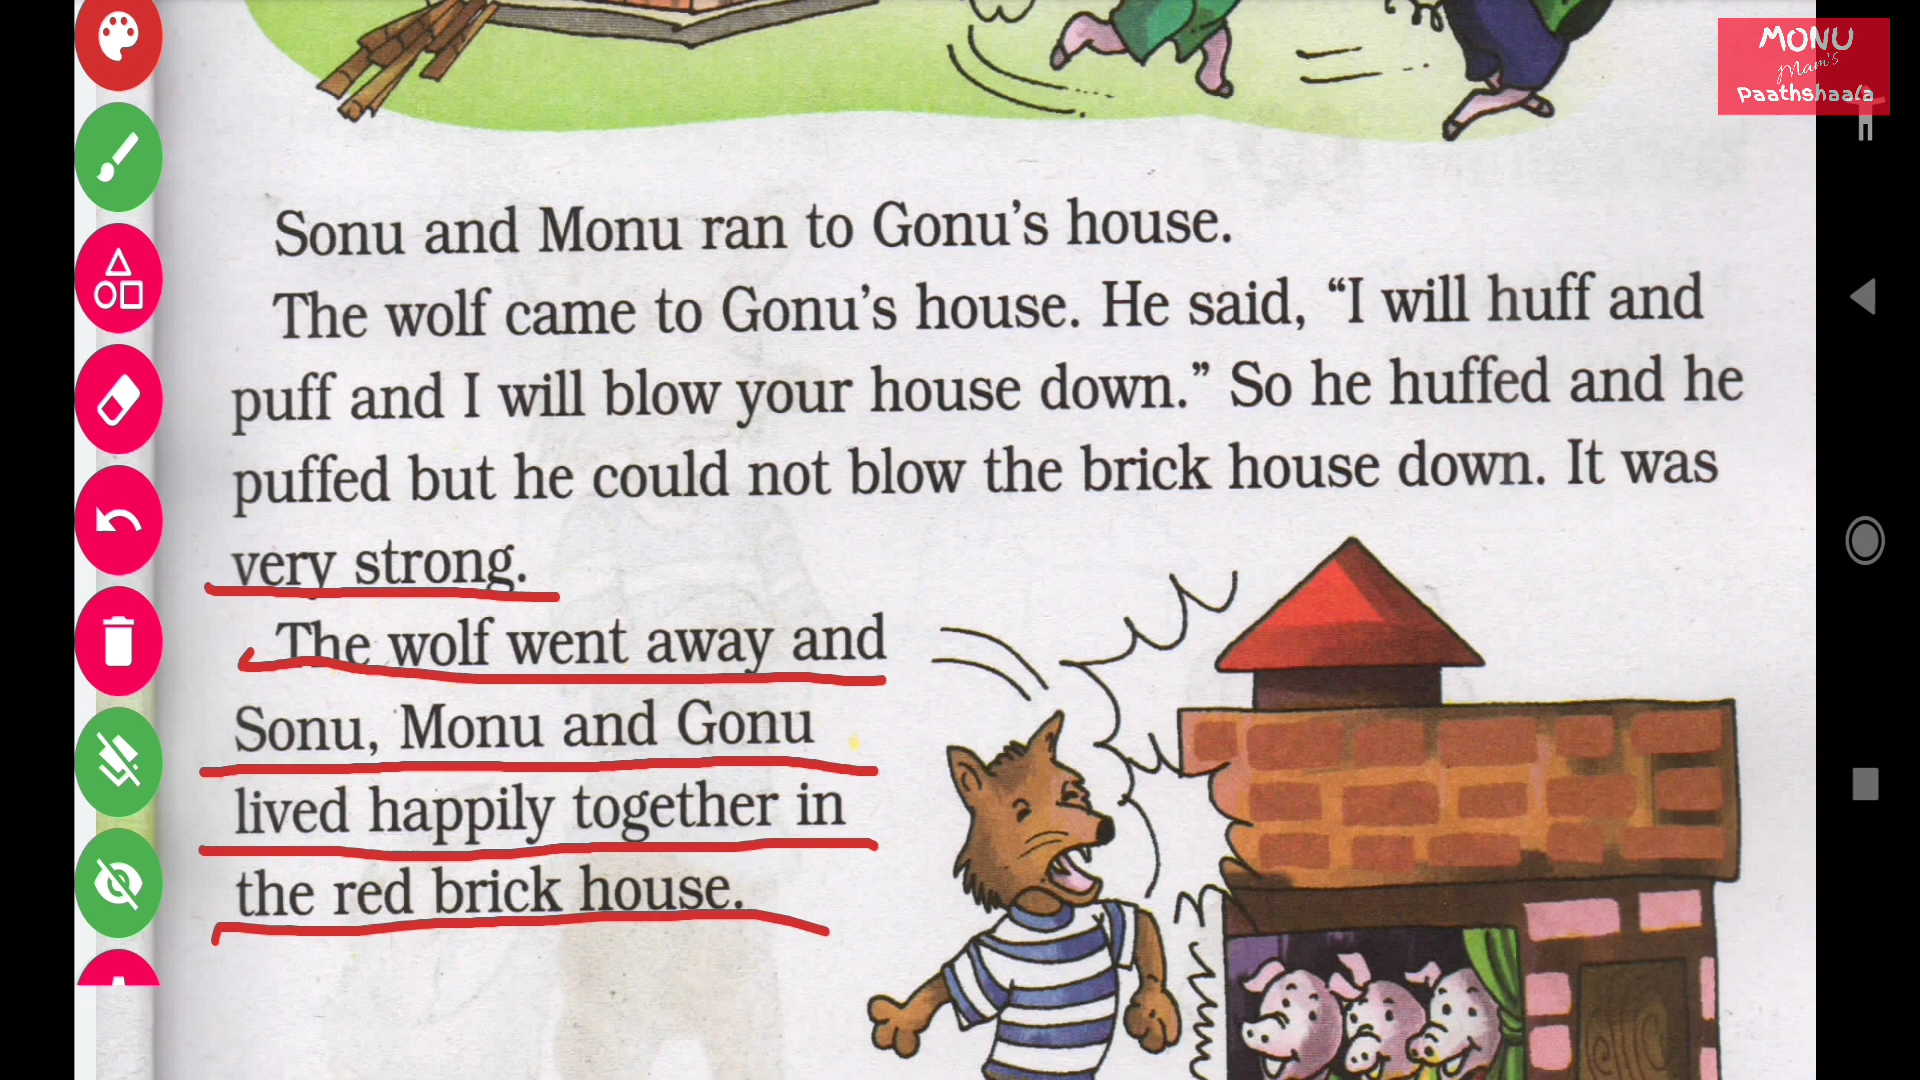 MONU
Mam's
Paathshaala
Sonu and Monu ran to Gonu's house.
The wolf came to Gonu's house. He said, “I will huff and
puff and I will blow your house down.” So he huffed and he
puffed but he could not blow the brick house down. It was
very strong.
The wolf went away and
Sonu, Monu and Gonu
lived happily together in
the red brick house.